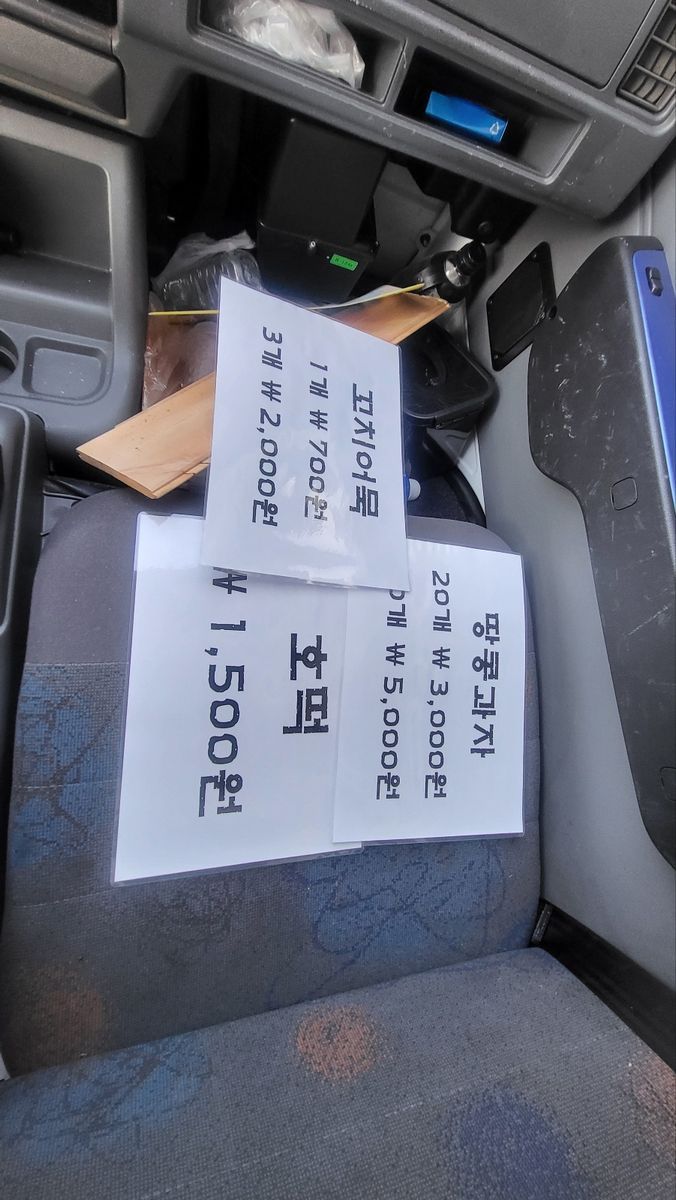 꼬치어묵
1개 ₩ 700원
3개 ₩ 2,000원
땅콩과자
20개 ₩ 3,000원
0개 ₩ 5,000원
호떡
₩ 1,500원